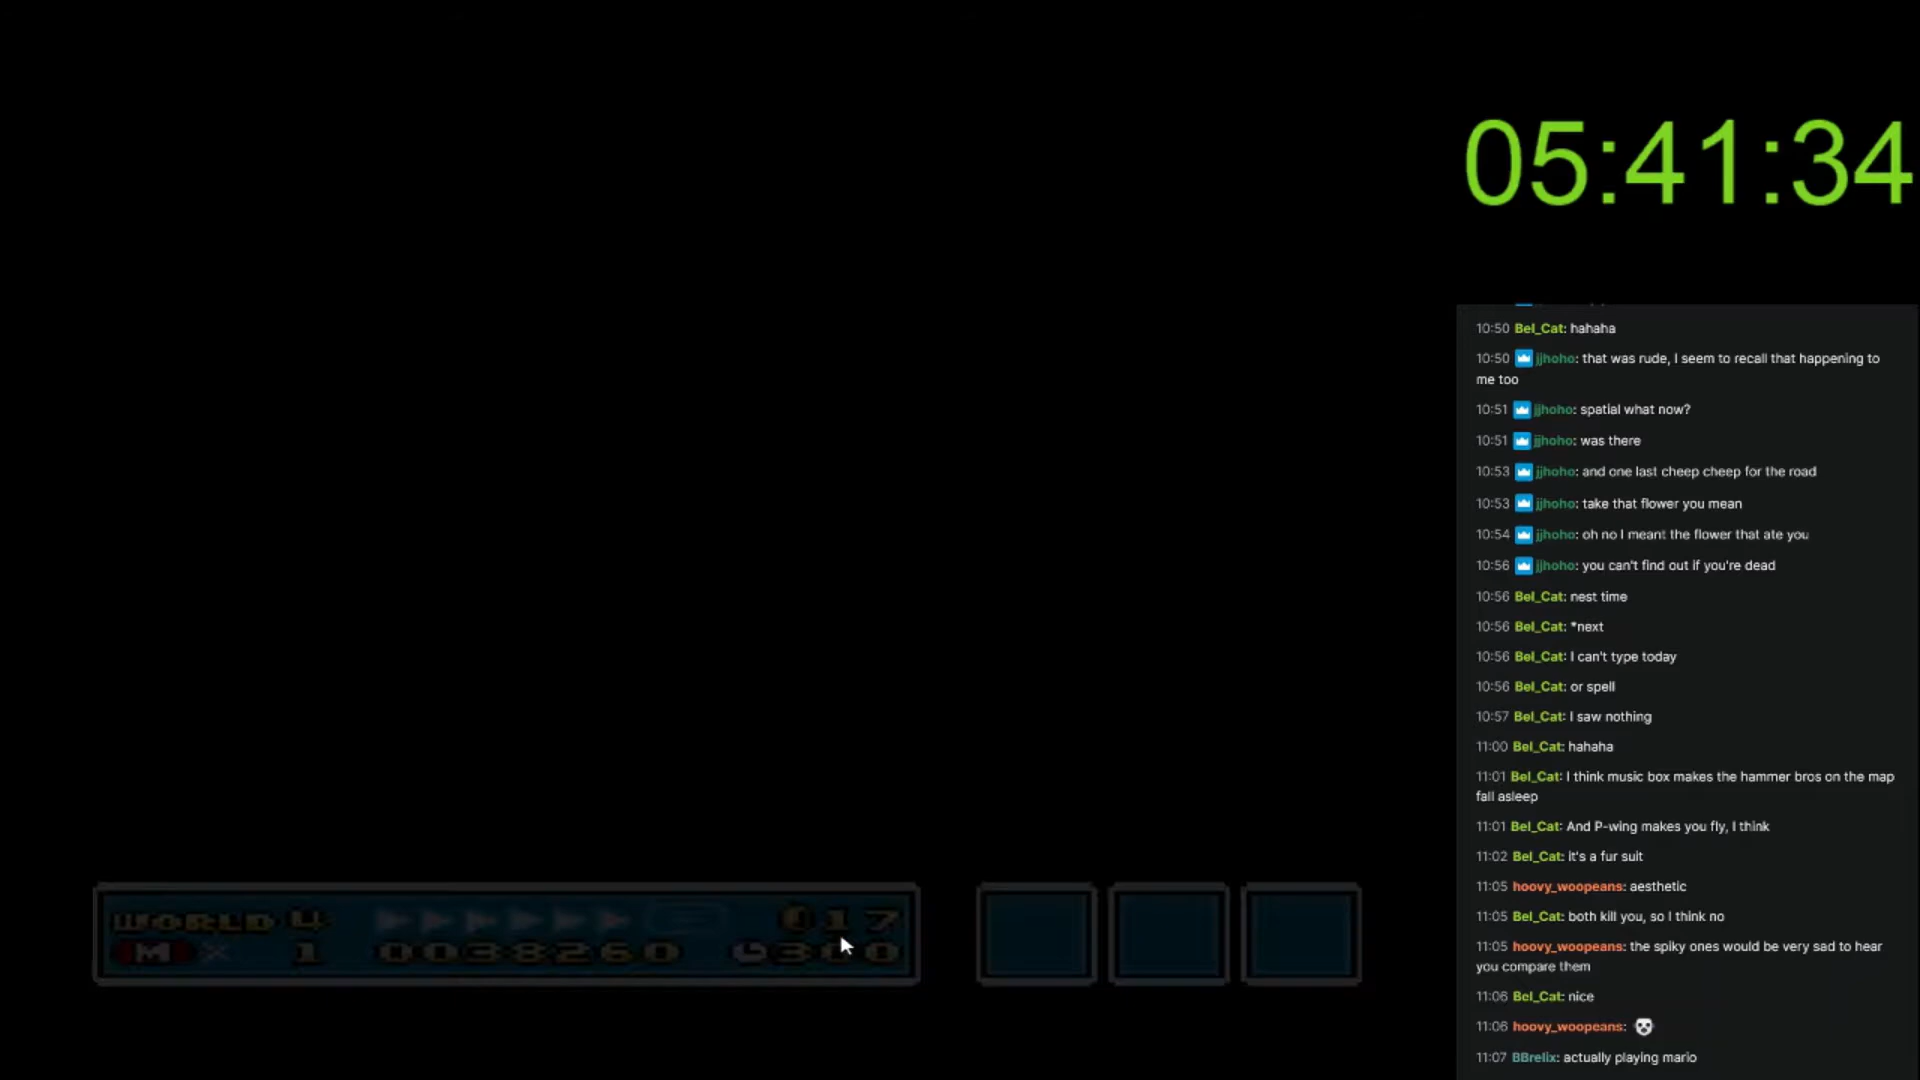 05:41:34
10:50 Bel_Cat: hahaha
10:50 jjhoho: that was rude, I seem to recall that happening to
me too
10:51 jjhoho: spatial what now?
10:51 jjhoho: was there
10:53 jjhoho: and one last cheep cheep for the road
10:53 jjhoho: take that flower you mean
10:54 jjhoho: oh no I meant the flower that ate you
10:56 jjhoho: you can't find out if you're dead
10:56 Bel_Cat: nest time
10:56 Bel_Cat: *next
10:56 Bel_Cat: I can't type today
10:56 Bel_Cat: or spell
10:57 Bel_Cat: I saw nothing
11:00 Bel_Cat: hahaha
11:01 Bel_Cat: I think music box makes the hammer bros on the map
fall asleep
11:01 Bel_Cat: And P-wing makes you fly, I think
11:02 Bel_Cat: it's a fur suit
11:05 hoovy_woopeans: aesthetic
11:05 Bel_Cat: both kill you, so I think no
11:05 hoovy_woopeans: the spiky ones would be very sad to hear
you compare them
11:06 Bel_Cat: nice
11:06 hoovy_woopeans:
11:07 BBrelix: actually playing mario
WORLD 4 17
M × 1 0038260 300